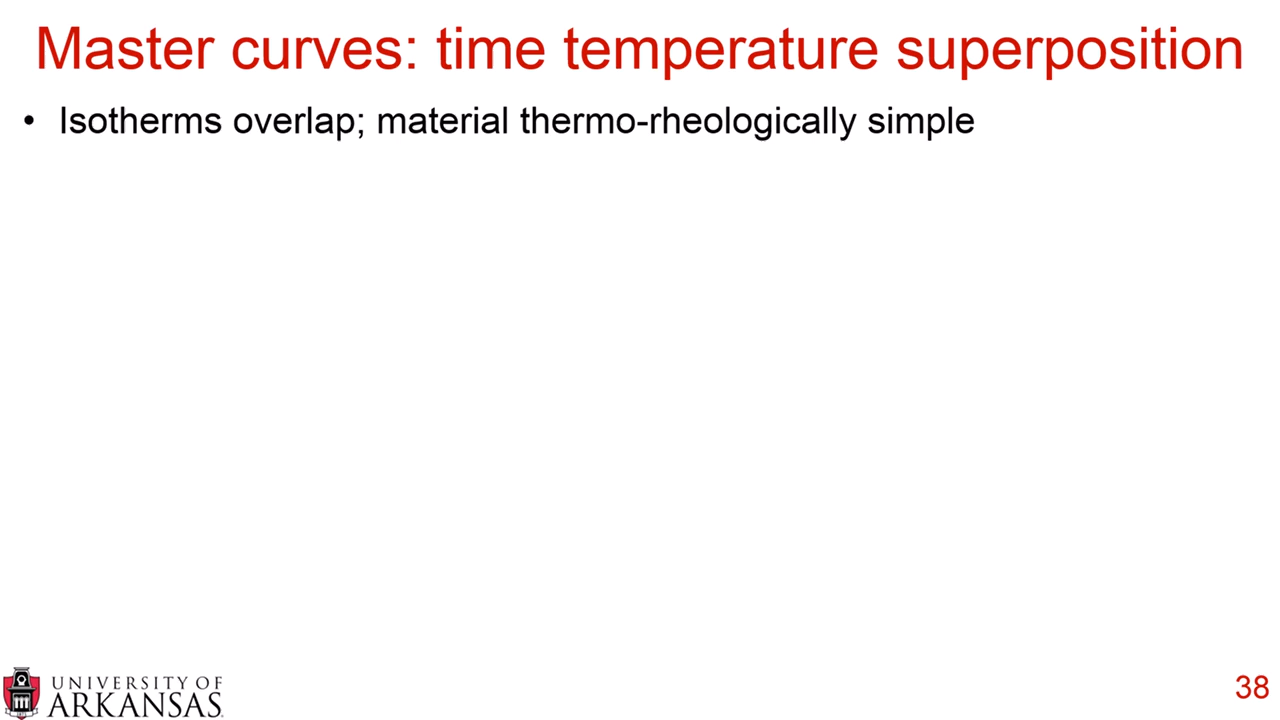 Master curves: time temperature superposition
• Isotherms overlap; material thermo-rheologically simple
UNIVERSITY OF
ARKANSAS
38